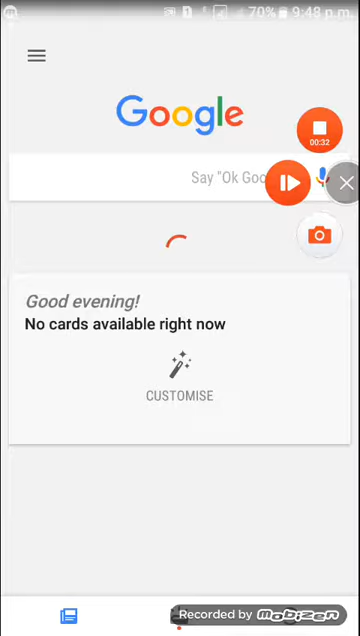 70% 9:48 p.m.
Google
00:32
Say "Ok Goo
Good evening!
No cards available right now
CUSTOMISE
Recorded by mobizen